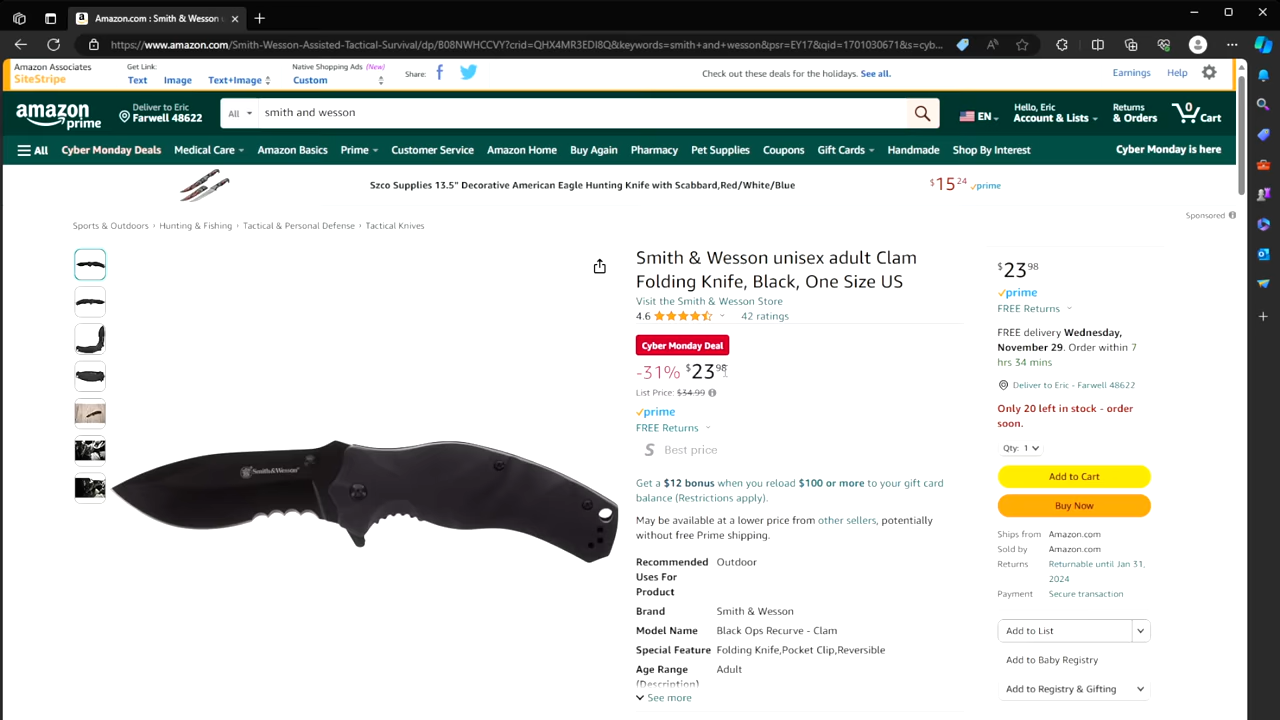 Amazon.com : Smith & Wesson u
https://www.amazon.com/Smith-Wesson-Assisted-Tactical-Survival/dp/B08NWHCCVY?crid=QHX4MR3EDI8Q&keywords=smith+and+wesson&psr=EY17&qid=1701030671&s=cyb...
Amazon Associates
SiteStripe
Get Link:
Text Image Text+Image
Native Shopping Ads (New)
Custom
Share:
Check out these deals for the holidays. See all.
Earnings Help
amazon
prime
Deliver to Eric
Farwell 48622
All smith and wesson
EN
Hello, Eric
Account & Lists
Returns
& Orders
0
Cart
All Cyber Monday Deals Medical Care Amazon Basics Prime Customer Service Amazon Home Buy Again Pharmacy Pet Supplies Coupons Gift Cards Handmade Shop By Interest Cyber Monday is here
Szco Supplies 13.5" Decorative American Eagle Hunting Knife with Scabbard,Red/White/Blue $15 24 prime
Sponsored
Sports & Outdoors › Hunting & Fishing › Tactical & Personal Defense › Tactical Knives
Smith&Wesson
Smith & Wesson unisex adult Clam
Folding Knife, Black, One Size US
Visit the Smith & Wesson Store
4.6 42 ratings
Cyber Monday Deal
-31% $23 98
List Price: $34.99
prime
FREE Returns
S Best price
Get a $12 bonus when you reload $100 or more to your gift card
balance (Restrictions apply).
May be available at a lower price from other sellers, potentially
without free Prime shipping.
Recommended Outdoor
Uses For
Product
Brand Smith & Wesson
Model Name Black Ops Recurve - Clam
Special Feature Folding Knife,Pocket Clip,Reversible
Age Range Adult
(Description)
See more
$23 98
prime
FREE Returns
FREE delivery Wednesday,
November 29. Order within 7
hrs 34 mins
Deliver to Eric - Farwell 48622
Only 20 left in stock - order
soon.
Qty: 1
Add to Cart
Buy Now
Ships from Amazon.com
Sold by Amazon.com
Returns Returnable until Jan 31,
2024
Payment Secure transaction
Add to List
Add to Baby Registry
Add to Registry & Gifting